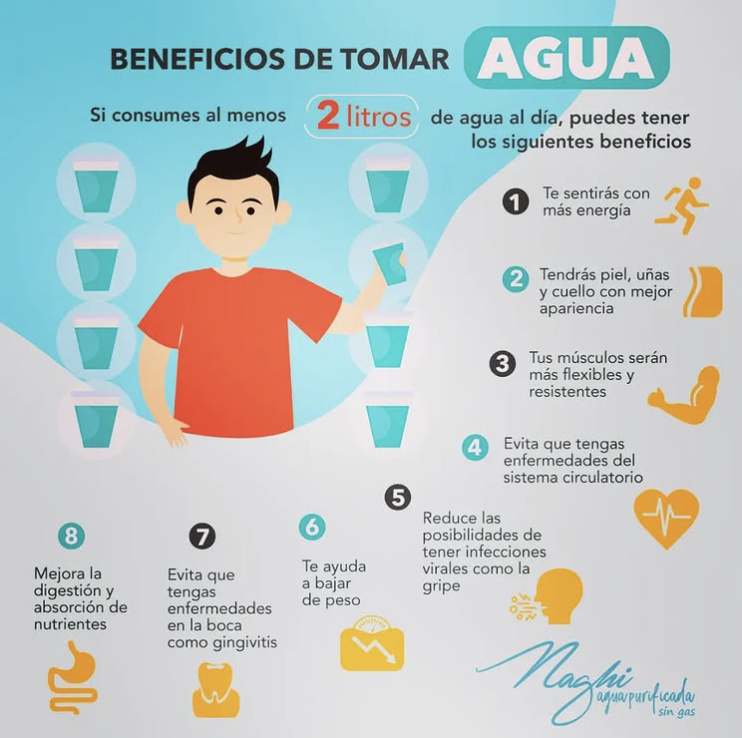 BENEFICIOS DE TOMAR AGUA
Si consumes al menos 2 litros de agua al día, puedes tener
los siguientes beneficios
1 Te sentirás con
más energía
2 Tendrás piel, uñas
y cuello con mejor
apariencia
3 Tus músculos serán
más flexibles y
resistentes
4 Evita que tengas
enfermedades del
sistema circulatorio
5
Reduce las
posibilidades de
tener infecciones
virales como la
gripe
6
Te ayuda
a bajar
de peso
7
Evita que
tengas
enfermedades
en la boca
como gingivitis
8
Mejora la
digestión y
absorción de
nutrientes
Naghi
agua purificada
sin gas